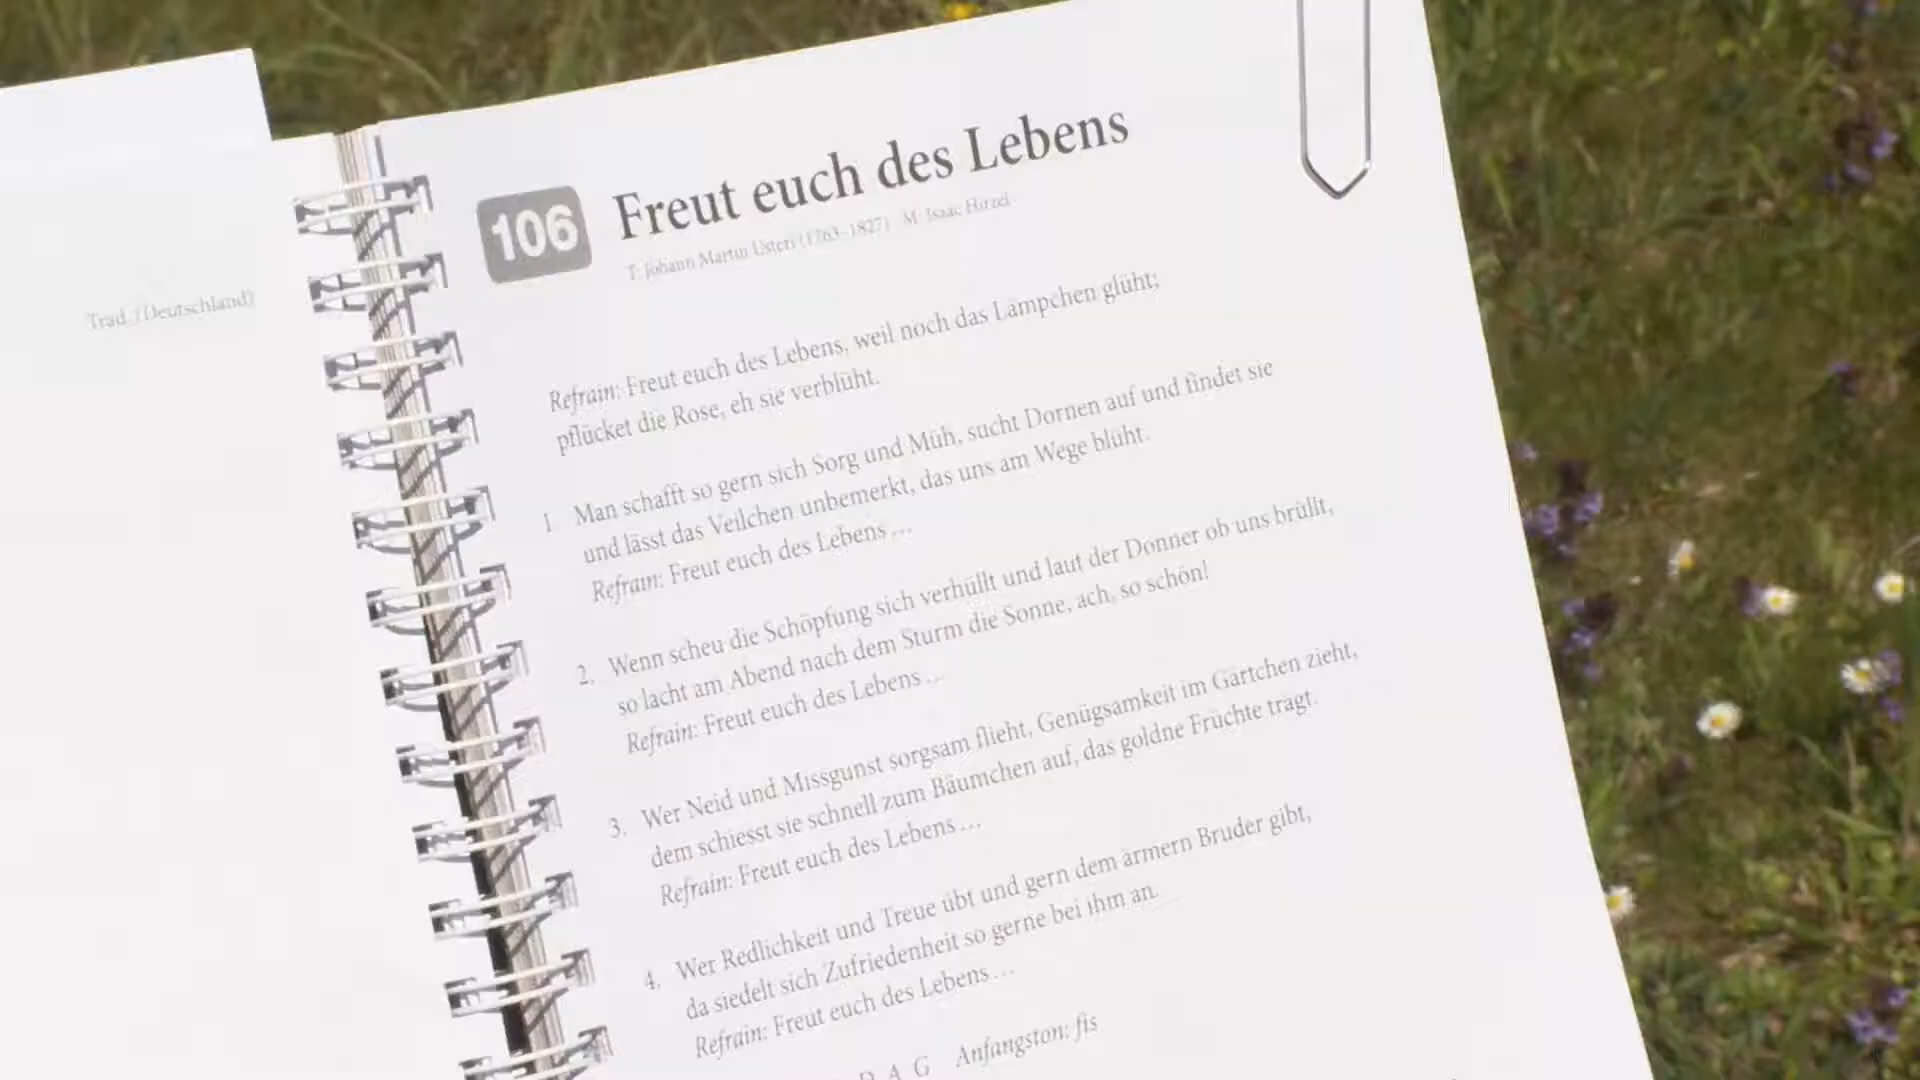 Trad. (Deutschland)
106 Freut euch des Lebens
T: Johann Martin Usteri (1763–1827) M: Isaac Hirzel
Refrain: Freut euch des Lebens, weil noch das Lämpchen glüht;
pflücket die Rose, eh sie verblüht.
1. Man schafft so gern sich Sorg und Müh, sucht Dornen auf und findet sie
und lässt das Veilchen unbemerkt, das uns am Wege blüht.
Refrain: Freut euch des Lebens …
2. Wenn scheu die Schöpfung sich verhüllt und laut der Donner ob uns brüllt,
so lacht am Abend nach dem Sturm die Sonne, ach, so schön!
Refrain: Freut euch des Lebens …
3. Wer Neid und Missgunst sorgsam flieht, Genügsamkeit im Gärtchen zieht,
dem schiesst sie schnell zum Bäumchen auf, das goldne Früchte trägt.
Refrain: Freut euch des Lebens …
4. Wer Redlichkeit und Treue übt und gern dem ärmern Bruder gibt,
da siedelt sich Zufriedenheit so gerne bei ihm an.
Refrain: Freut euch des Lebens …
D A G Anfangston: fis